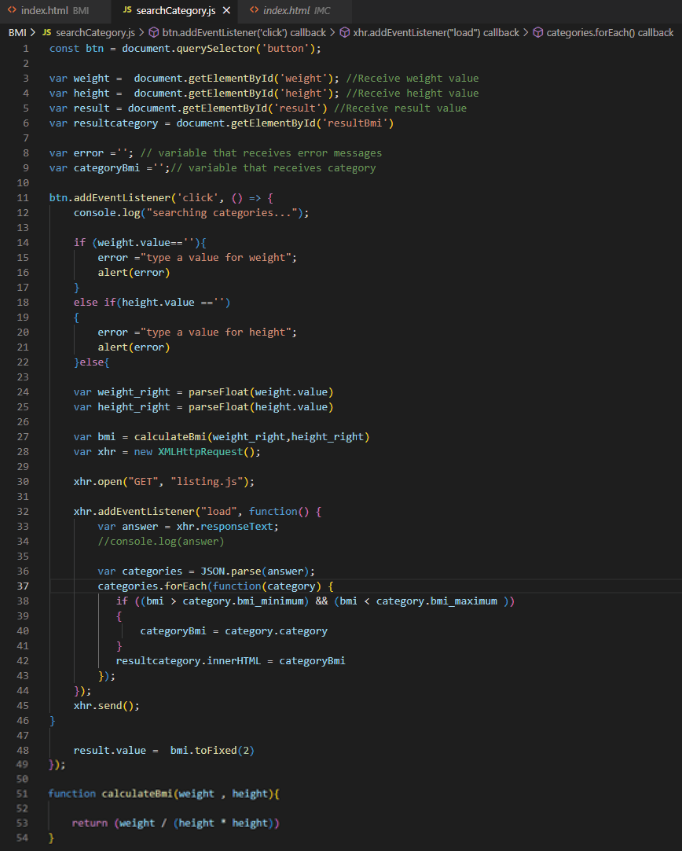 index.html BMI JS searchCategory.js × index.html IMC
BMI > JS searchCategory.js > btn.addEventListener('click') callback > xhr.addEventListener("load") callback > categories.forEach() callback
1 const btn = document.querySelector('button');
2
3 var weight =  document.getElementById('weight'); //Receive weight value
4 var height =  document.getElementById('height'); //Receive height value
5 var result = document.getElementById('result') //Receive result value
6 var resultcategory = document.getElementById('resultBmi')
7
8 var error =''; // variable that receives error messages
9 var categoryBmi ='';// variable that receives category
10
11 btn.addEventListener('click', () => {
12     console.log("searching categories...");
13
14     if (weight.value==''){
15         error ="type a value for weight";
16         alert(error)
17     }
18     else if(height.value =='')
19     {
20         error ="type a value for height";
21         alert(error)
22     }else{
23
24     var weight_right = parseFloat(weight.value)
25     var height_right = parseFloat(height.value)
26
27     var bmi = calculateBmi(weight_right,height_right)
28     var xhr = new XMLHttpRequest();
29
30     xhr.open("GET", "listing.js");
31
32     xhr.addEventListener("load", function() {
33         var answer = xhr.responseText;
34         //console.log(answer)
35
36         var categories = JSON.parse(answer);
37         categories.forEach(function(category) {
38            if ((bmi > category.bmi_minimum) && (bmi < category.bmi_maximum ))
39            {
40                categoryBmi = category.category
41            }
42            resultcategory.innerHTML = categoryBmi
43         });
44     });
45     xhr.send();
46 }
47
48     result.value =  bmi.toFixed(2)
49 });
50
51 function calculateBmi(weight , height){
52
53     return (weight / (height * height))
54 }